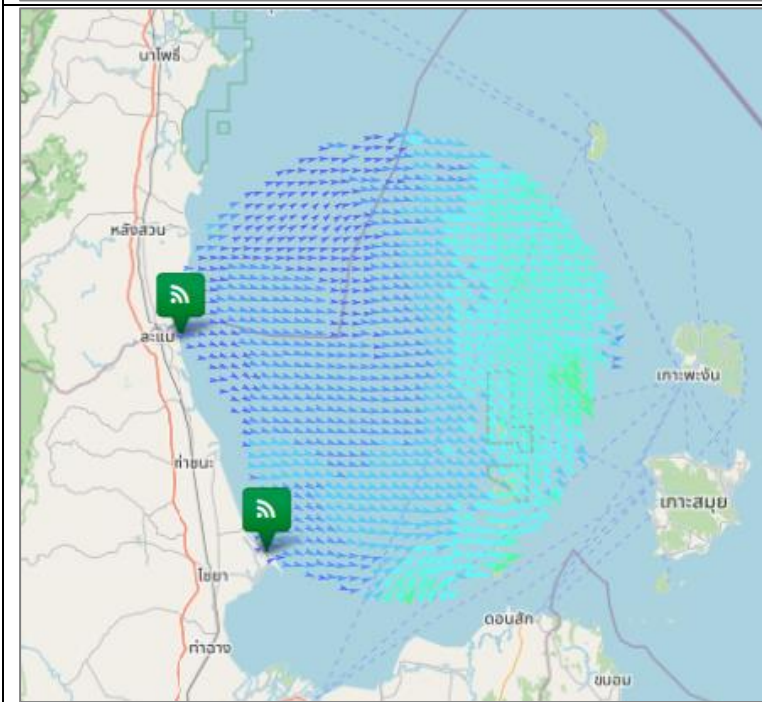 นาโพธิ์
หลังสวน
ละแม
เกาะพะงัน
ท่าชนะ
เกาะสมุย
ไชยา
ดอนสัก
ท่าฉาง
ขนอม